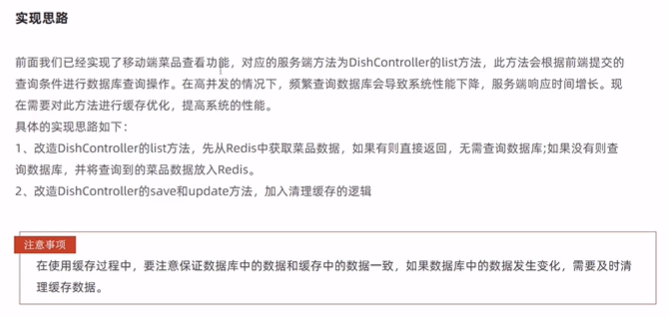 实现思路
前面我们已经实现了移动端菜品查看功能，对应的服务端方法为DishController的list方法，此方法会根据前端提交的
查询条件进行数据库查询操作。在高并发的情况下，频繁查询数据库会导致系统性能下降，服务端响应时间增长。现
在需要对此方法进行缓存优化，提高系统的性能。
具体的实现思路如下：
1、改造DishController的list方法，先从Redis中获取菜品数据，如果有则直接返回，无需查询数据库;如果没有则查
询数据库，并将查询到的菜品数据放入Redis。
2、改造DishController的save和update方法，加入清理缓存的逻辑
注意事项
在使用缓存过程中，要注意保证数据库中的数据和缓存中的数据一致，如果数据库中的数据发生变化，需要及时清
理缓存数据。